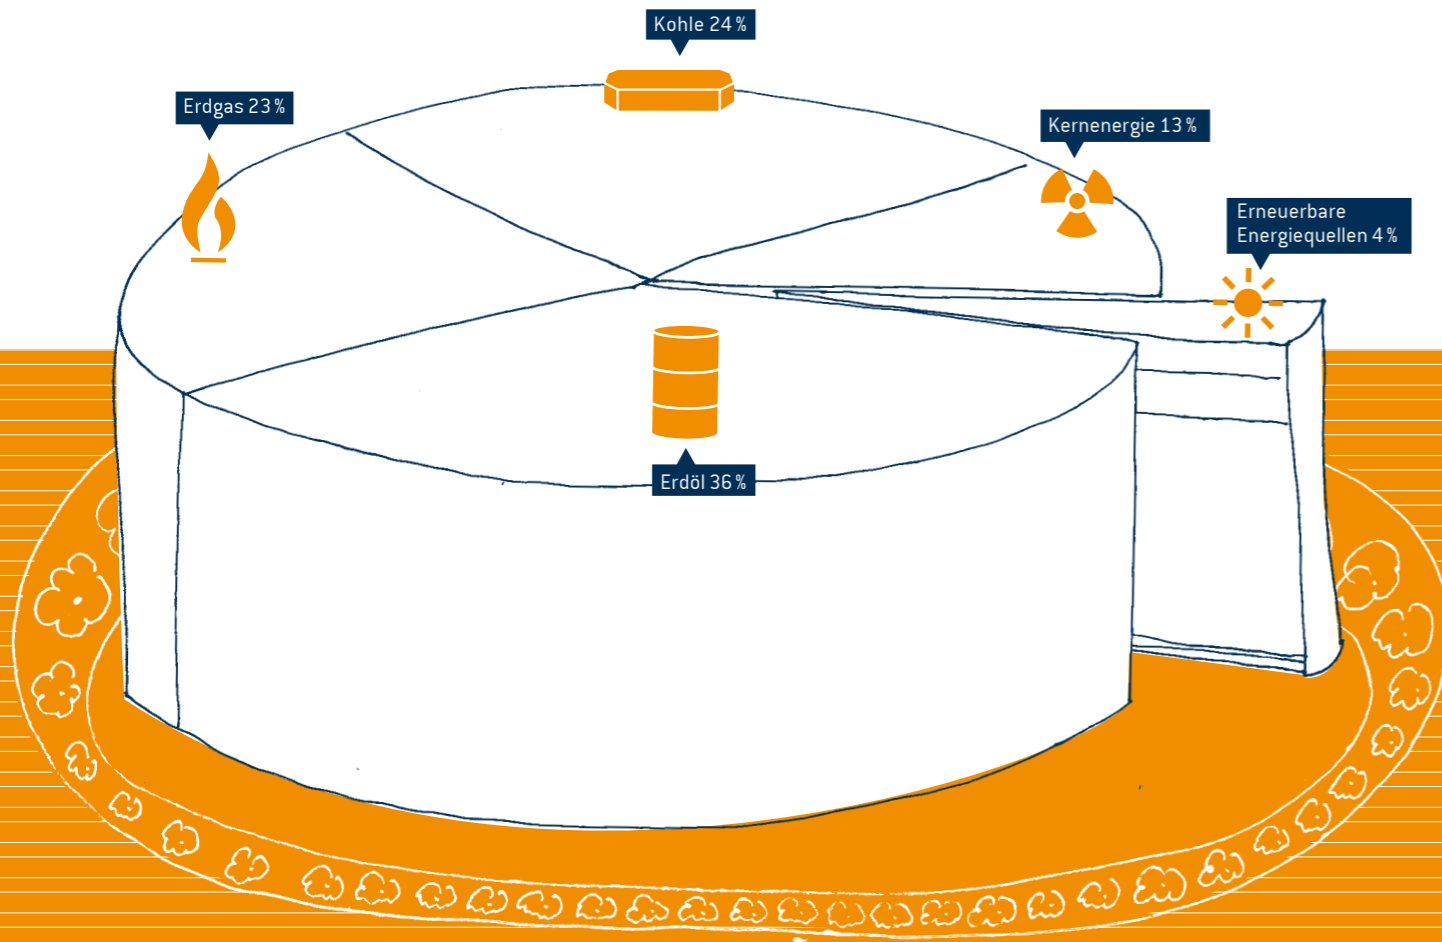 Kohle 24 %
Erdgas 23 %
Kernenergie 13 %
Erneuerbare
Energiequellen 4 %
Erdöl 36 %